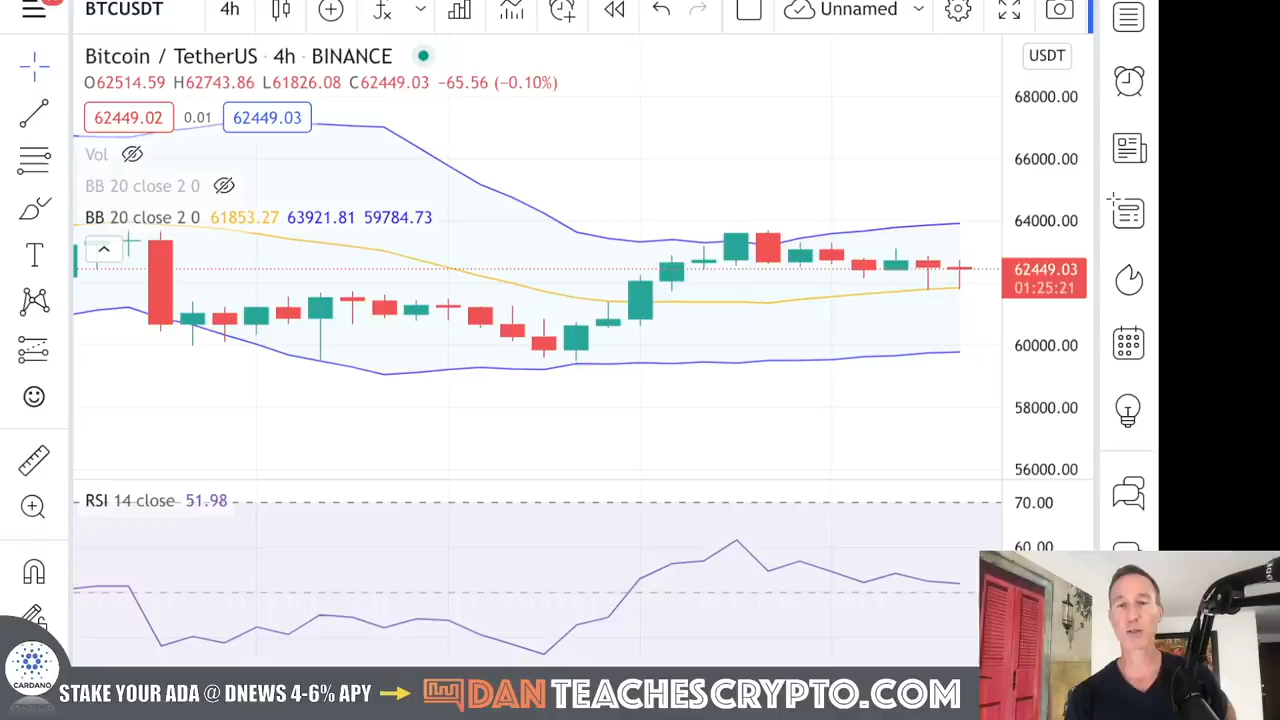 BTCUSDT 4h Unnamed
Bitcoin / TetherUS · 4h · BINANCE
USDT
O62514.59 H62743.86 L61826.08 C62449.03 −65.56 (−0.10%)
68000.00
62449.02 0.01 62449.03
Vol
66000.00
BB 20 close 2 0
BB 20 close 2 0 61853.27 63921.81 59784.73
64000.00
62449.03
01:25:21
60000.00
58000.00
56000.00
RSI 14 close 51.98
70.00
60.00
CARDANO
STAKE YOUR ADA @ DNEWS 4-6% APY
DANTEACHESCRYPTO.COM